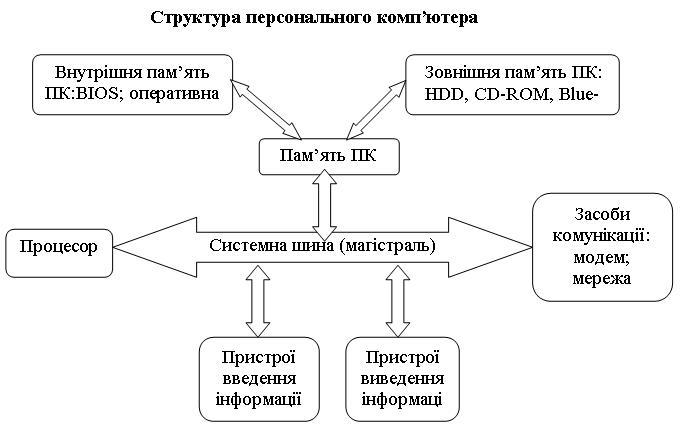 Структура персонального комп’ютера
Внутрішня пам’ять
ПК:BIOS; оперативна
Зовнішня пам’ять ПК:
HDD, CD-ROM, Blue-
Пам’ять ПК
Процесор
Системна шина (магістраль)
Засоби
комунікації:
модем;
мережа
Пристрої
введення
інформації
Пристрої
виведення
інформаці